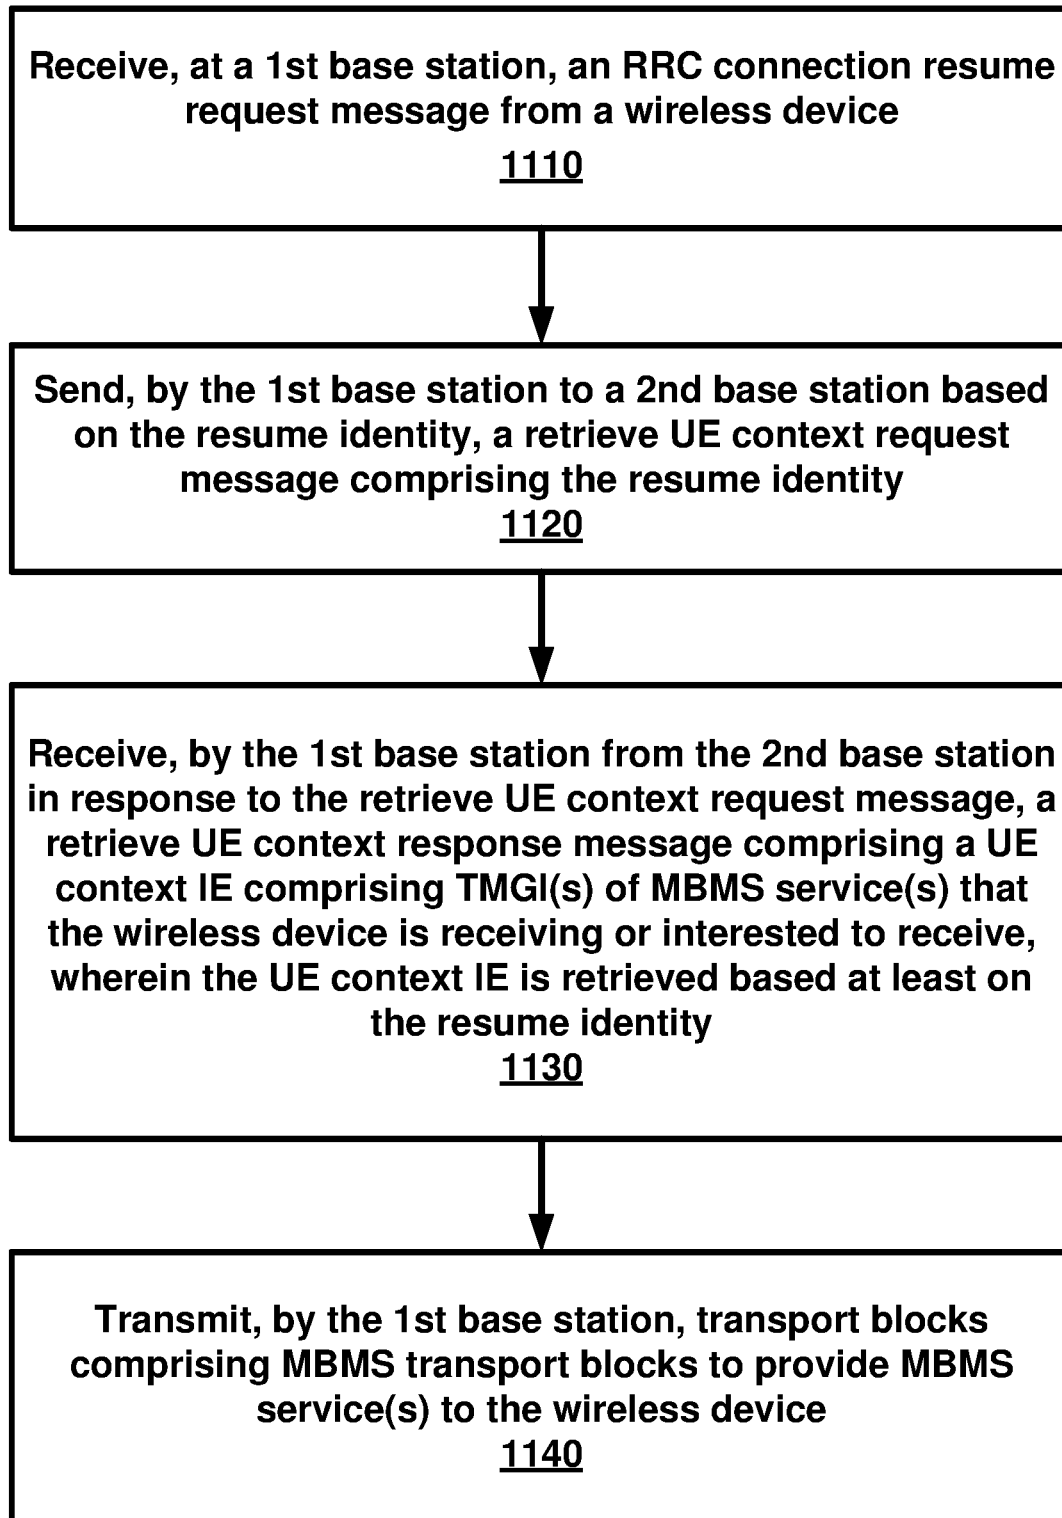 Receive, at a 1st base station, an RRC connection resume
request message from a wireless device
1110
Send, by the 1st base station to a 2nd base station based
on the resume identity, a retrieve UE context request
message comprising the resume identity
1120
Receive, by the 1st base station from the 2nd base station
in response to the retrieve UE context request message, a
retrieve UE context response message comprising a UE
context IE comprising TMGI(s) of MBMS service(s) that
the wireless device is receiving or interested to receive,
wherein the UE context IE is retrieved based at least on
the resume identity
1130
Transmit, by the 1st base station, transport blocks
comprising MBMS transport blocks to provide MBMS
service(s) to the wireless device
1140